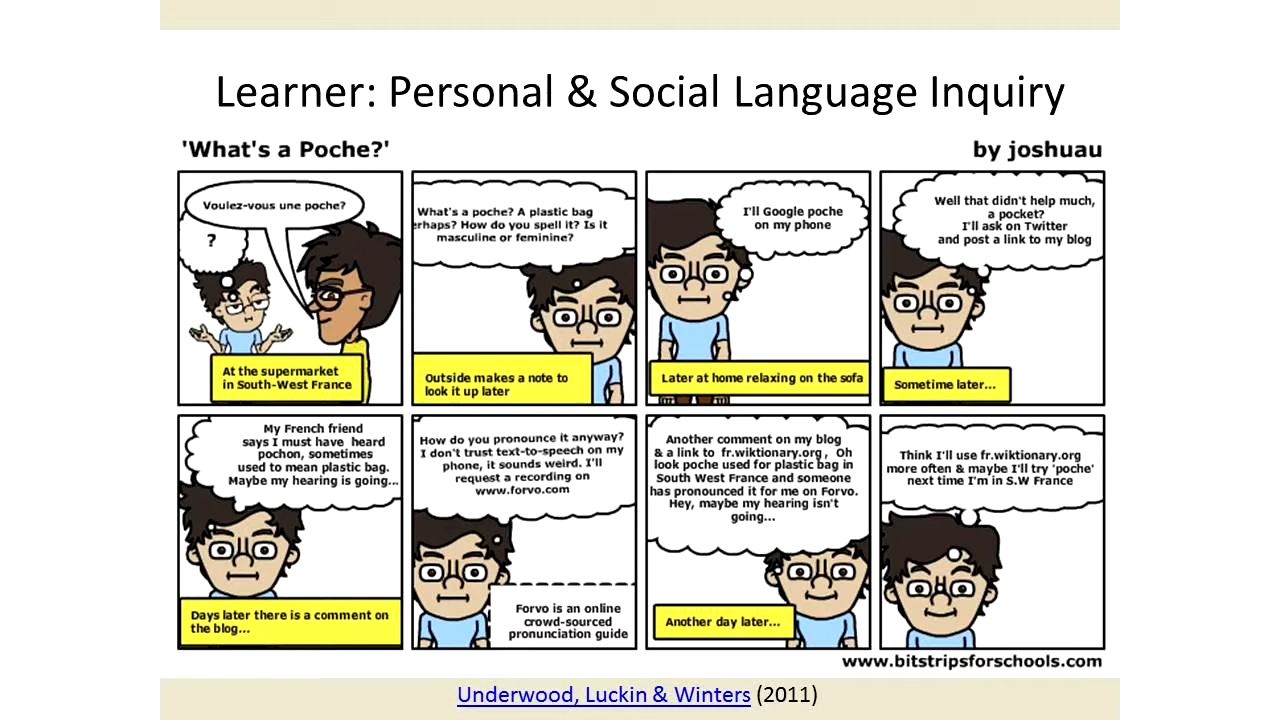 Learner: Personal & Social Language Inquiry
'What's a Poche?'
by joshuau
Voulez-vous une poche?
?
At the supermarket
in South-West France
What's a poche? A plastic bag
erhaps? How do you spell it? Is it
masculine or feminine?
Outside makes a note to
look it up later
I'll Google poche
on my phone
Later at home relaxing on the sofa
Well that didn't help much,
a pocket?
I'll ask on Twitter
and post a link to my blog
Sometime later...
My French friend
says I must have heard
pochon, sometimes
used to mean plastic bag.
Maybe my hearing is going...
Days later there is a comment on
the blog...
How do you pronounce it anyway?
I don't trust text-to-speech on my
phone, it sounds weird. I'll
request a recording on
www.forvo.com
Forvo is an online
crowd-sourced
pronunciation guide
Another comment on my blog
& a link to fr.wiktionary.org, Oh
look poche used for plastic bag in
South West France and someone
has pronounced it for me on Forvo.
Hey, maybe my hearing isn't
going...
Another day later...
Think I'll use fr.wiktionary.org
more often & maybe I'll try 'poche'
next time I'm in S.W France
www.bitstripsforschools.com
Underwood, Luckin & Winters (2011)